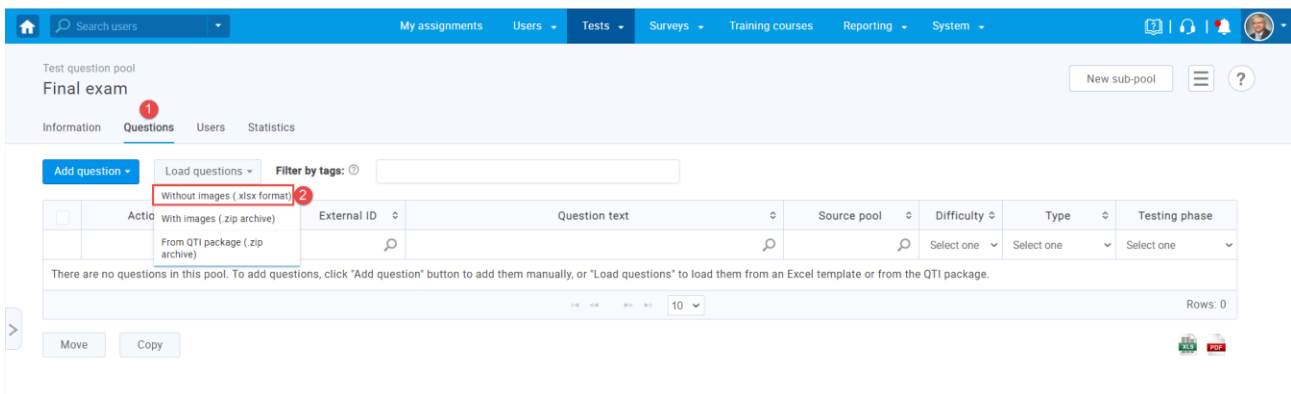 Search users
My assignments
Users
Tests
Surveys
Training courses
Reporting
System
Test question pool
Final exam
New sub-pool
?
1
Information
Questions
Users
Statistics
Add question
Load questions
Filter by tags: ?
Without images (.xlsx format)
2
With images (.zip archive)
From QTI package (.zip
archive)
Actio
External ID
Question text
Source pool
Difficulty
Type
Testing phase
Select one
Select one
Select one
There are no questions in this pool. To add questions, click "Add question" button to add them manually, or "Load questions" to load them from an Excel template or from the QTI package.
10
Rows: 0
Move
Copy
XLS
PDF